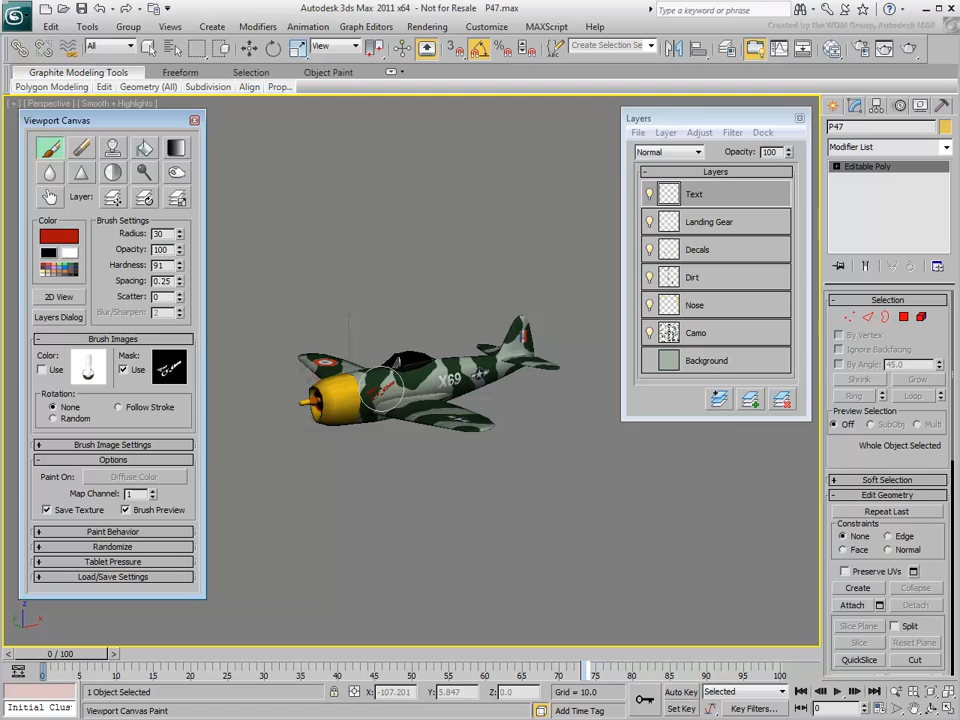 Autodesk 3ds Max 2011 x64 - Not for Resale P47.max
Type a keyword or phrase
Edit Tools Group Views Create Modifiers Animation Graph Editors Rendering Customize MAXScript Help
All View Create Selection Se
Graphite Modeling Tools Freeform Selection Object Paint
Polygon Modeling Edit Geometry (All) Subdivision Align Prop...
[ + ] [ Perspective ] [ Smooth + Highlights ]
Viewport Canvas
Layer:
Color
Brush Settings
Radius: 30
Opacity: 100
Hardness: 91
Spacing: 0.25
Scatter: 0
Blur/Sharpen: 2
2D View
Layers Dialog
Brush Images
Color: Mask:
Use Use
Rotation:
None Follow Stroke
Random
Brush Image Settings
Options
Paint On: Diffuse Color
Map Channel: 1
Save Texture Brush Preview
Paint Behavior
Randomize
Tablet Pressure
Load/Save Settings
X69
Layers
File Layer Adjust Filter Dock
Normal Opacity: 100
Layers
Text
Landing Gear
Decals
Dirt
Nose
Camo
Background
P47
Modifier List
Editable Poly
Selection
By Vertex
Ignore Backfacing
By Angle: 45.0
Shrink Grow
Ring Loop
Preview Selection
Off SubObj Multi
Whole Object Selected
Soft Selection
Edit Geometry
Repeat Last
Constraints
None Edge
Face Normal
Preserve UVs
Create Collapse
Attach Detach
Slice Plane Split
Slice Reset Plane
QuickSlice Cut
z
x
0 / 100
0 5 10 15 20 25 30 35 40 45 50 55 60 65 70 75 80 85 90 95 100
1 Object Selected X: -107.201 Y: 5.847 Z: 0.0 Grid = 10.0 Auto Key Selected
Initial Clus Viewport Canvas Paint Add Time Tag Set Key Key Filters... 0